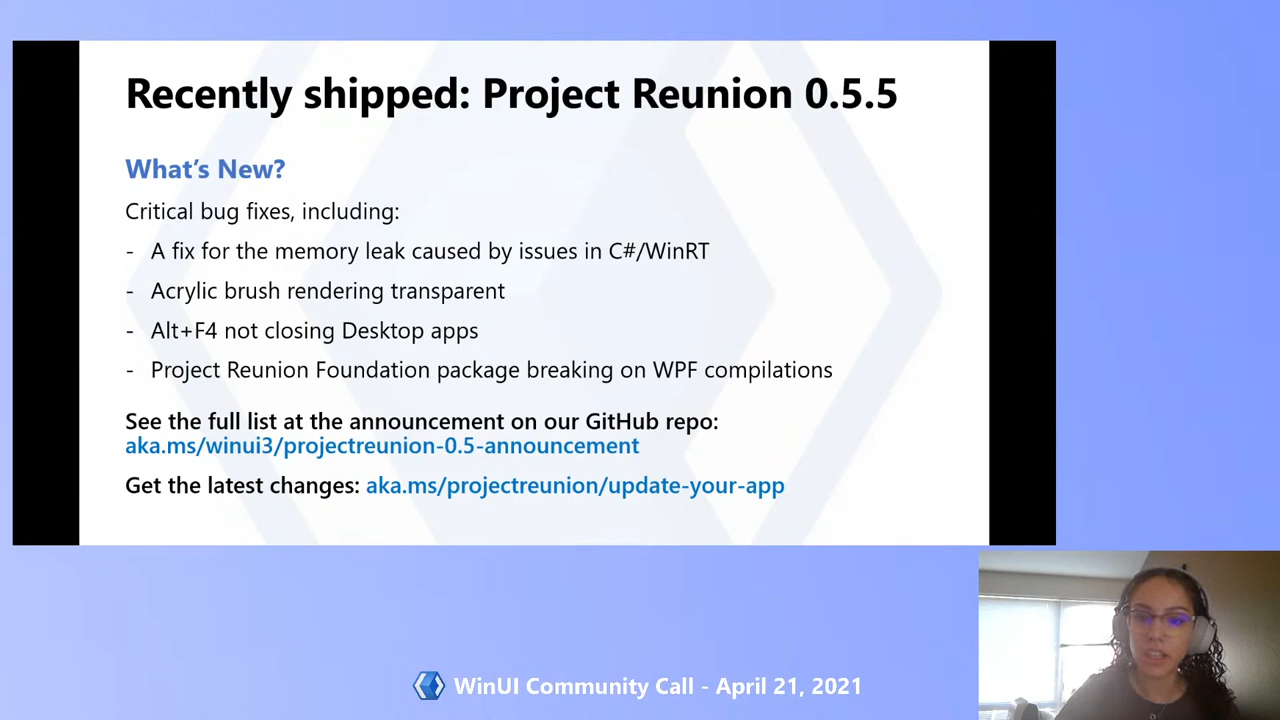 Recently shipped: Project Reunion 0.5.5
What's New?
Critical bug fixes, including:
- A fix for the memory leak caused by issues in C#/WinRT
- Acrylic brush rendering transparent
- Alt+F4 not closing Desktop apps
- Project Reunion Foundation package breaking on WPF compilations
See the full list at the announcement on our GitHub repo:
aka.ms/winui3/projectreunion-0.5-announcement
Get the latest changes: aka.ms/projectreunion/update-your-app
WinUI Community Call - April 21, 2021